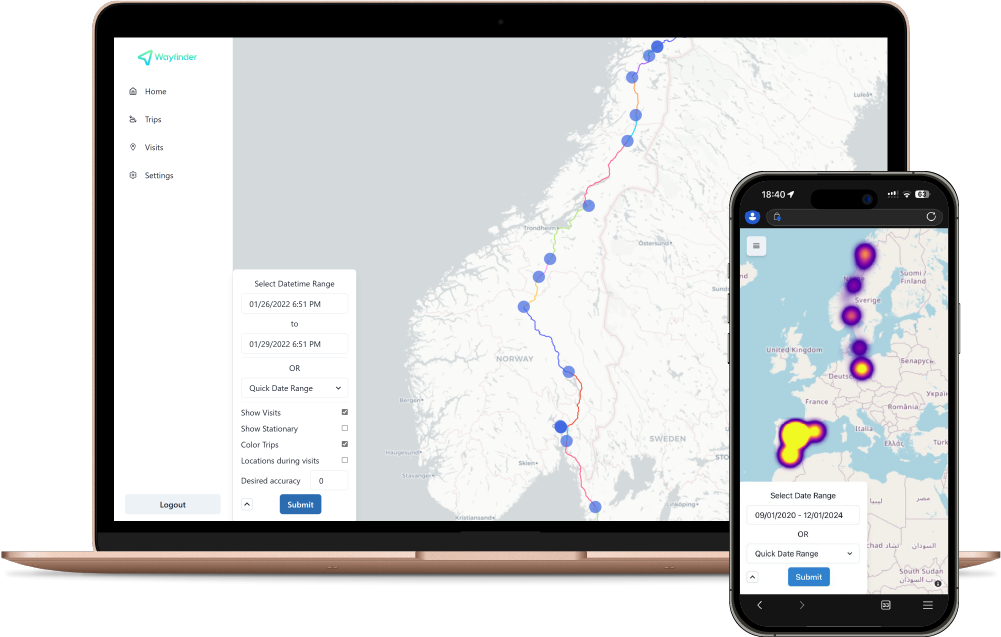 Wayfinder
Home
Trips
Visits
Settings
Logout
Select Datetime Range
01/26/2022 6:51 PM
to
01/29/2022 6:51 PM
OR
Quick Date Range
Show Visits
Show Stationary
Color Trips
Locations during visits
Desired accuracy 0
Submit
Luleå
Trondheim
Östersund
NORWAY
Bergen
Haugesund
Stavanger
Skien
SWEDEN
Kristiansand
18:40
63
Suomi /
Finland
Sverige
United Kingdom
Беларусь
France
România
Italia
Ελλάς
South Sudan
السودان
Select Date Range
09/01/2020 - 12/01/2024
OR
Quick Date Range
Submit
20